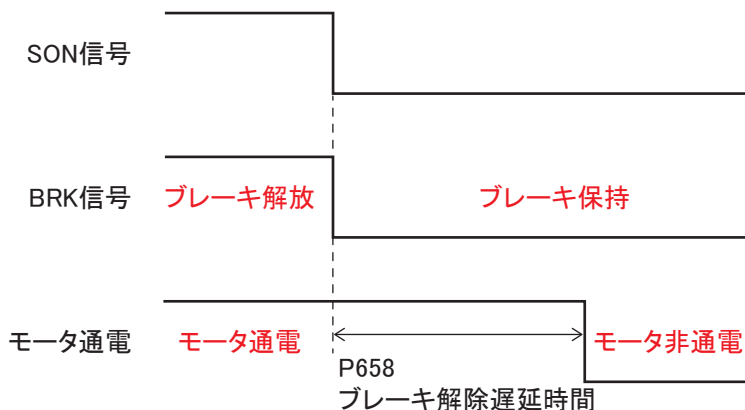 SON信号
BRK信号
ブレーキ解放
ブレーキ保持
モータ通電
モータ通電
モータ非通電
P658
ブレーキ解除遅延時間